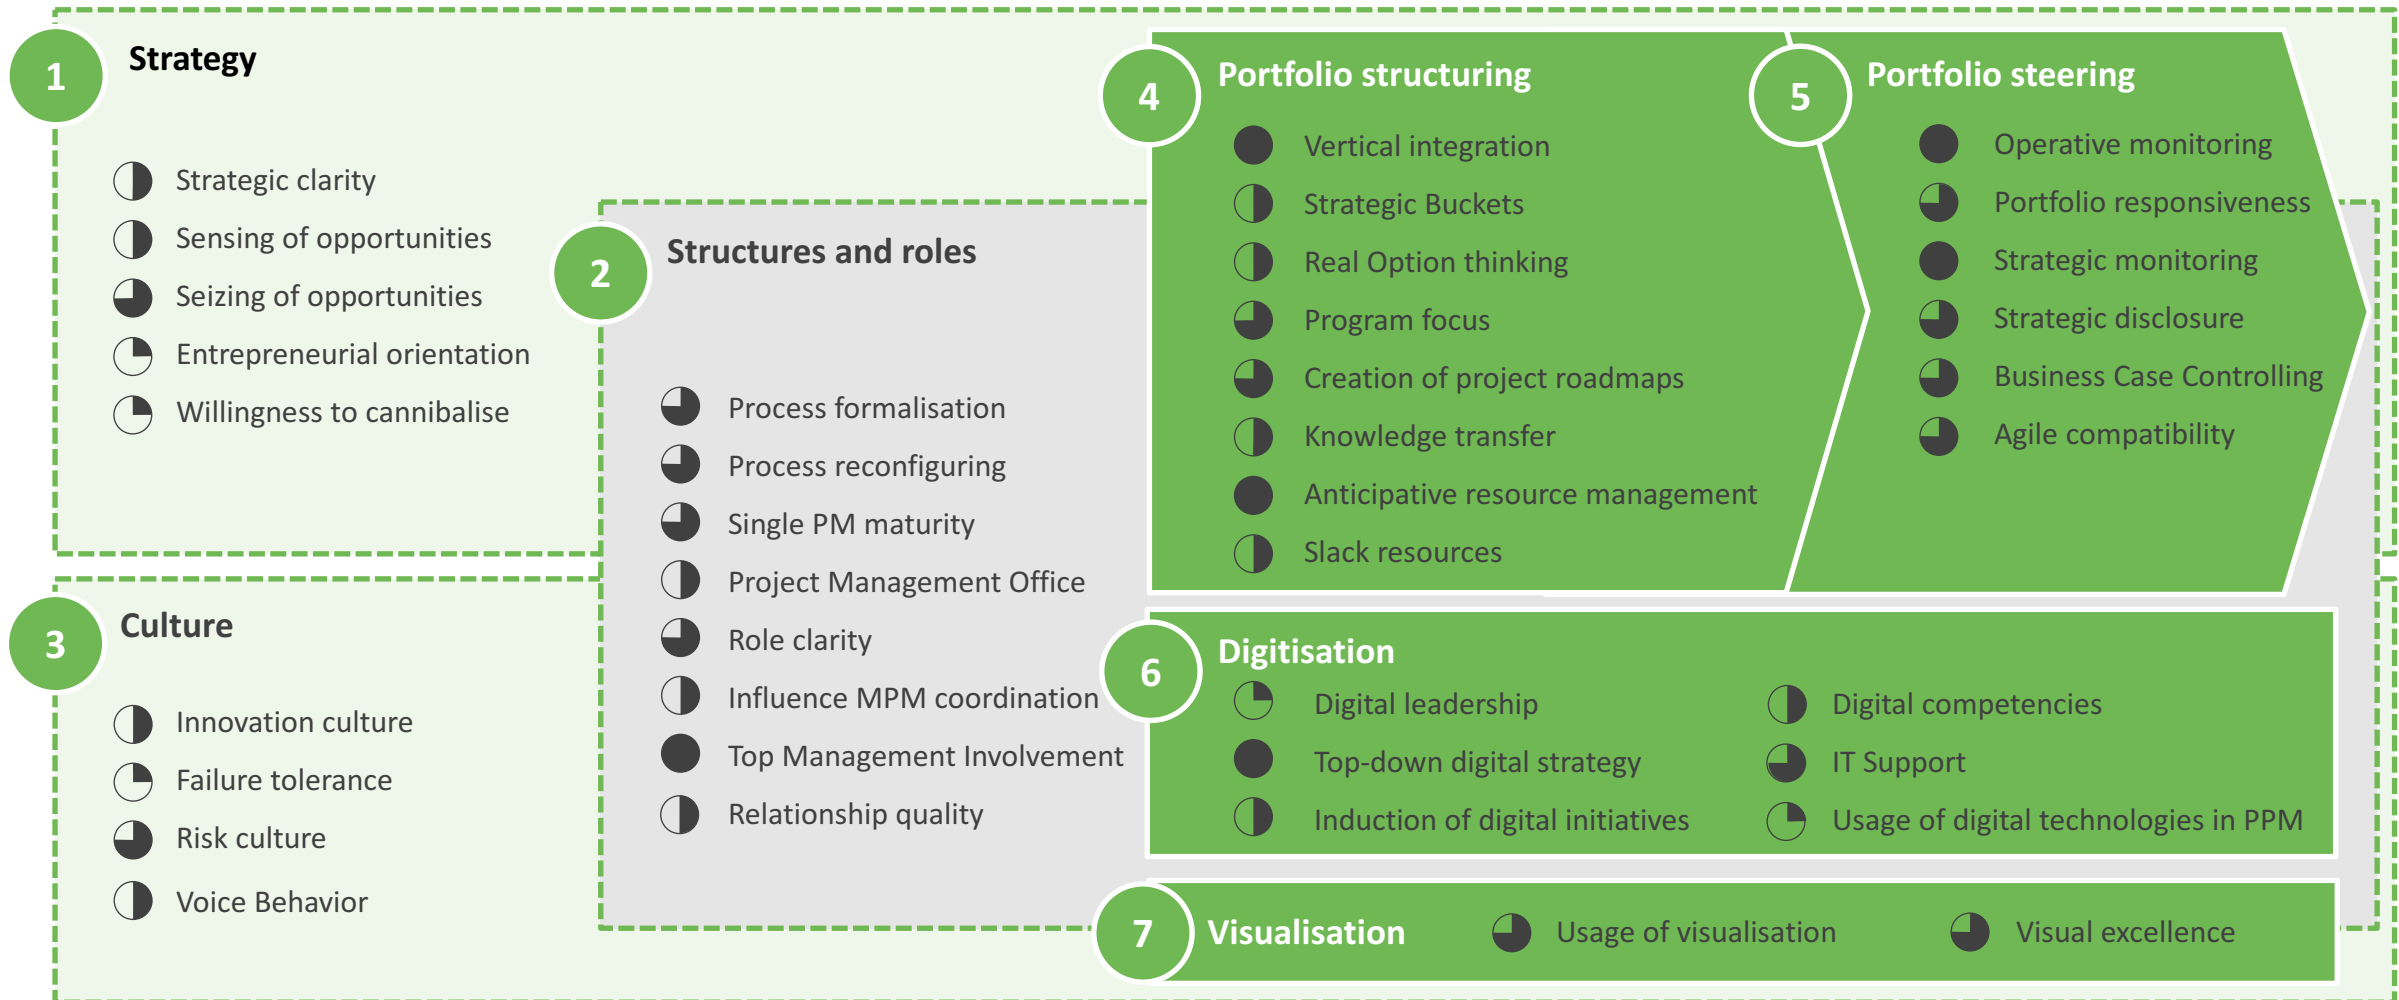 1
Strategy
Strategic clarity
Sensing of opportunities
Seizing of opportunities
Entrepreneurial orientation
Willingness to cannibalise
2
Structures and roles
Process formalisation
Process reconfiguring
Single PM maturity
Project Management Office
Role clarity
Influence MPM coordination
Top Management Involvement
Relationship quality
3
Culture
Innovation culture
Failure tolerance
Risk culture
Voice Behavior
4
Portfolio structuring
Vertical integration
Strategic Buckets
Real Option thinking
Program focus
Creation of project roadmaps
Knowledge transfer
Anticipative resource management
Slack resources
5
Portfolio steering
Operative monitoring
Portfolio responsiveness
Strategic monitoring
Strategic disclosure
Business Case Controlling
Agile compatibility
6
Digitisation
Digital leadership
Top-down digital strategy
Induction of digital initiatives
Digital competencies
IT Support
Usage of digital technologies in PPM
7
Visualisation
Usage of visualisation
Visual excellence